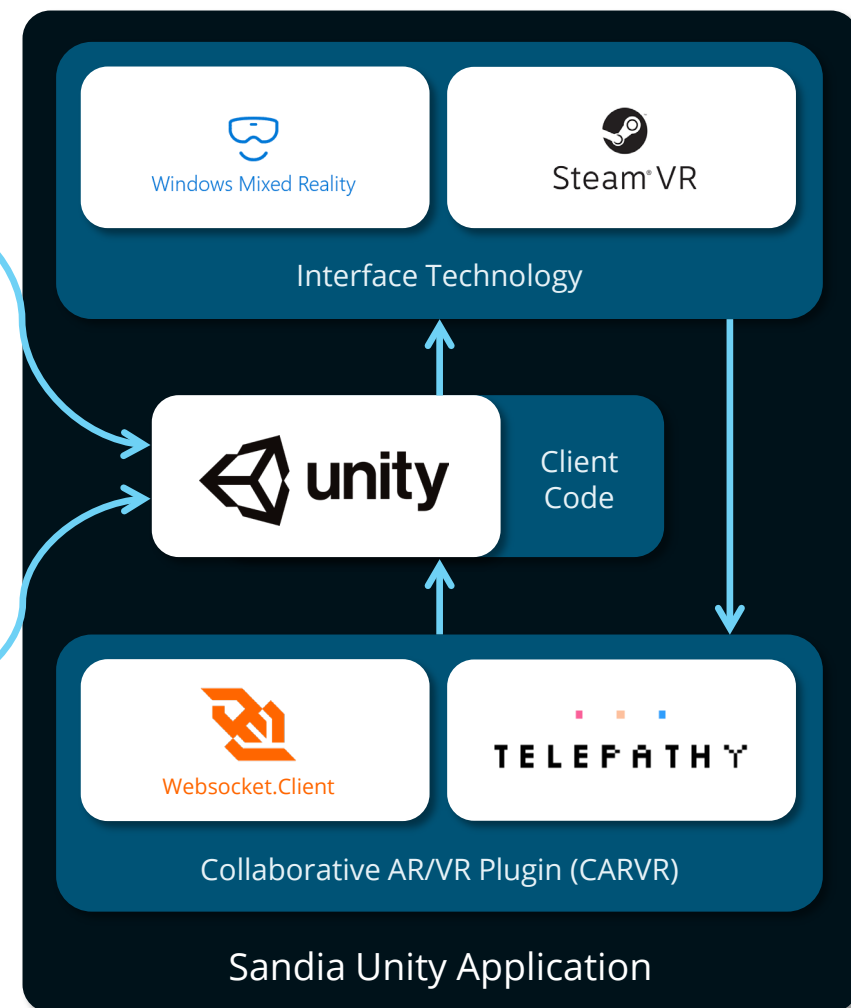 Windows Mixed Reality
Steam®VR
Interface Technology
unity
Client
Code
Websocket.Client
TELEPATHY
Collaborative AR/VR Plugin (CARVR)
Sandia Unity Application